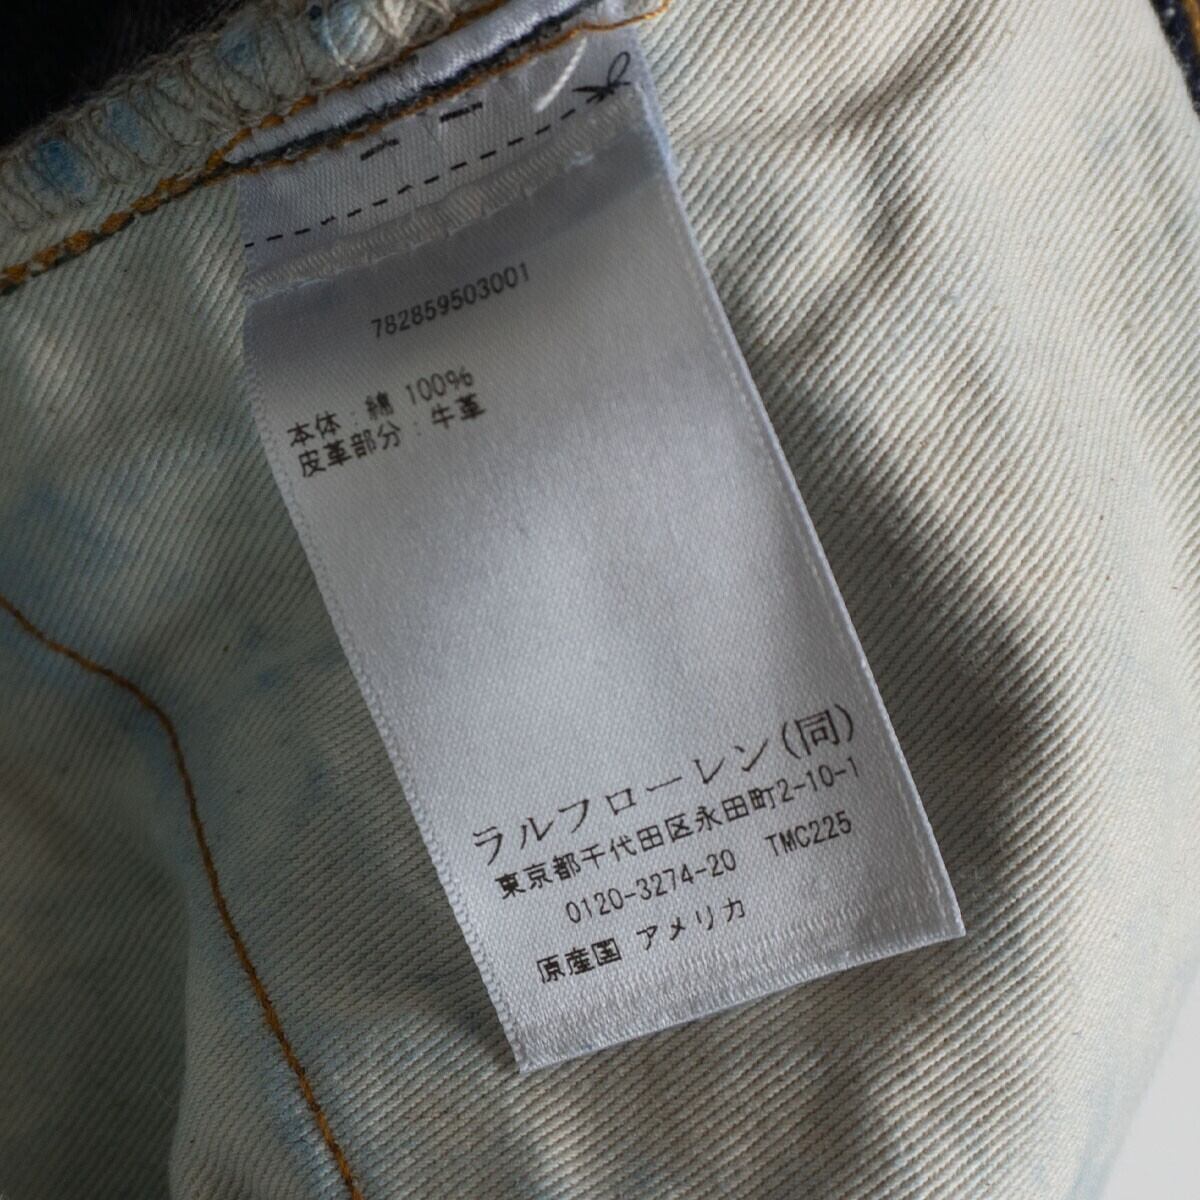 782859503001
本体：綿 100%
皮革部分：牛革
ラルフローレン(同)
東京都千代田区永田町2-10-1
0120-3274-20 TMC225
原産国 アメリカ